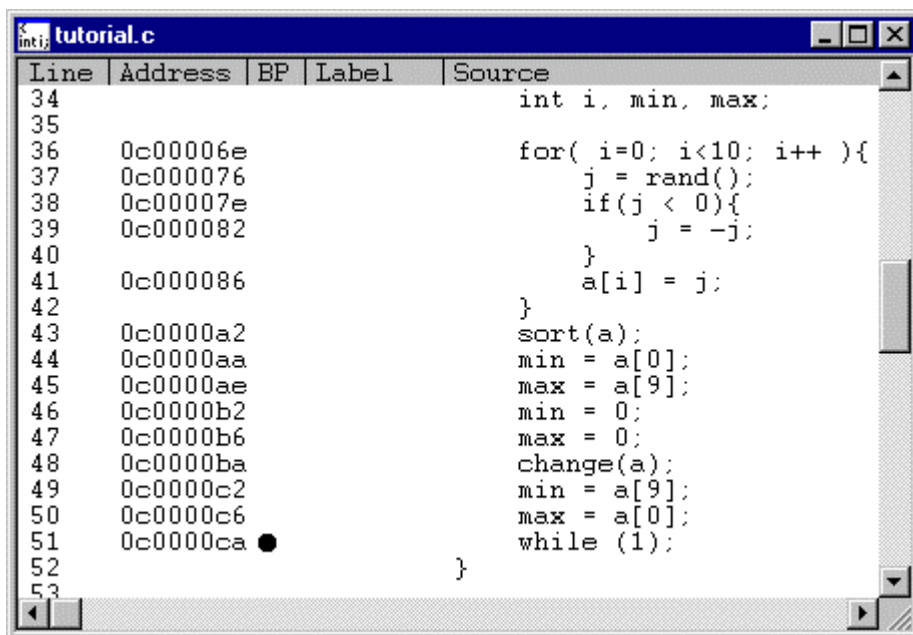 int i; tutorial.c
Line Address BP Label Source
34 int i, min, max;
35
36 0c00006e for( i=0; i<10; i++ ){
37 0c000076 j = rand();
38 0c00007e if(j < 0){
39 0c000082 j = -j;
40 }
41 0c000086 a[i] = j;
42 }
43 0c0000a2 sort(a);
44 0c0000aa min = a[0];
45 0c0000ae max = a[9];
46 0c0000b2 min = 0;
47 0c0000b6 max = 0;
48 0c0000ba change(a);
49 0c0000c2 min = a[9];
50 0c0000c6 max = a[0];
51 0c0000ca while (1);
52 }
53